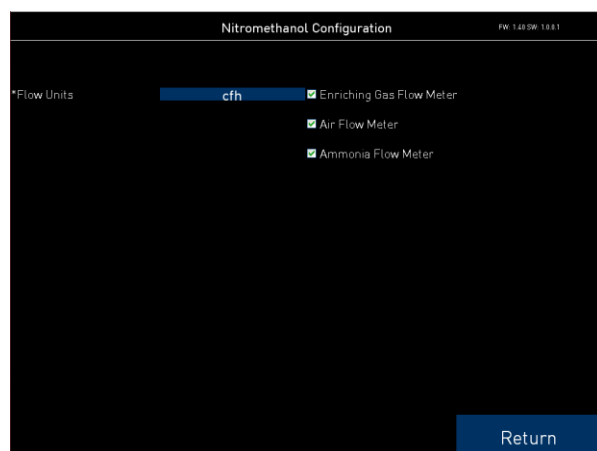 Nitromethanol Configuration
FW: 1.40 SW: 1.0.0.1
*Flow Units
cfh
Enriching Gas Flow Meter
Air Flow Meter
Ammonia Flow Meter
Return